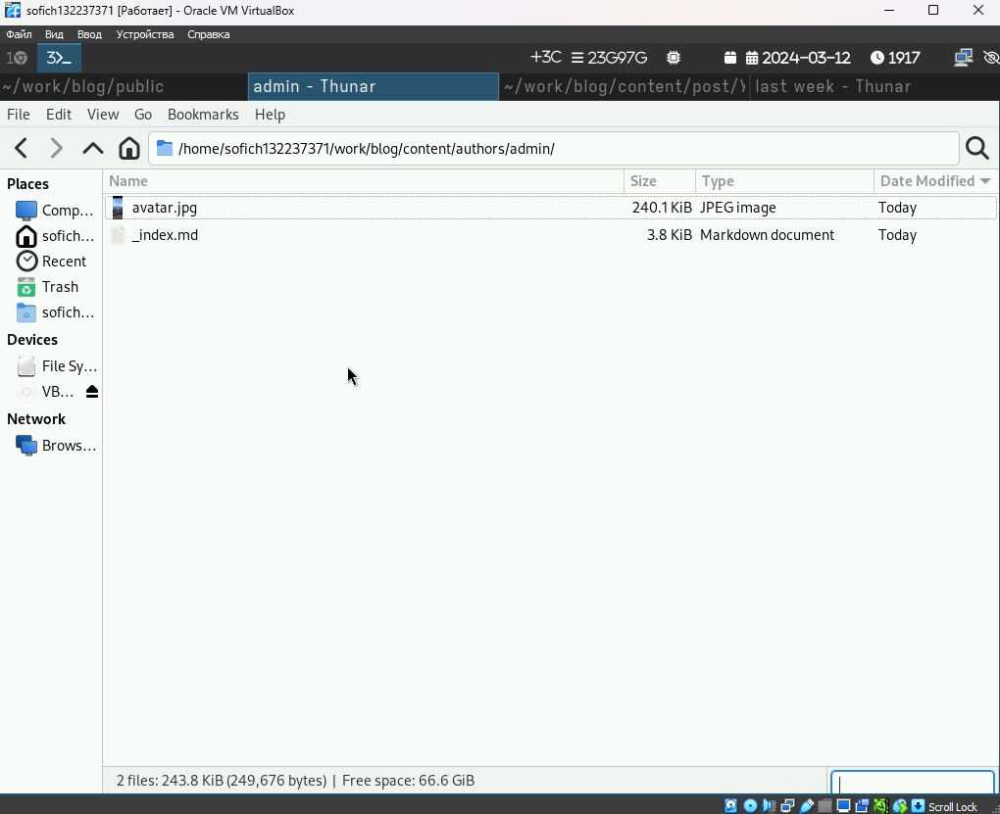 sofich132237371 [Работает] - Oracle VM VirtualBox
Файл Вид Ввод Устройства Справка
1 3>_ +3C 23G97G 2024-03-12 1917
~/work/blog/public admin - Thunar ~/work/blog/content/post/ last week - Thunar
File Edit View Go Bookmarks Help
/home/sofich132237371/work/blog/content/authors/admin/
Places
Comp...
sofich...
Recent
Trash
sofich...
Devices
File Sy...
VB...
Network
Brows...
Name Size Type Date Modified
avatar.jpg 240.1 KiB JPEG image Today
_index.md 3.8 KiB Markdown document Today
2 files: 243.8 KiB (249,676 bytes) | Free space: 66.6 GiB
Scroll Lock